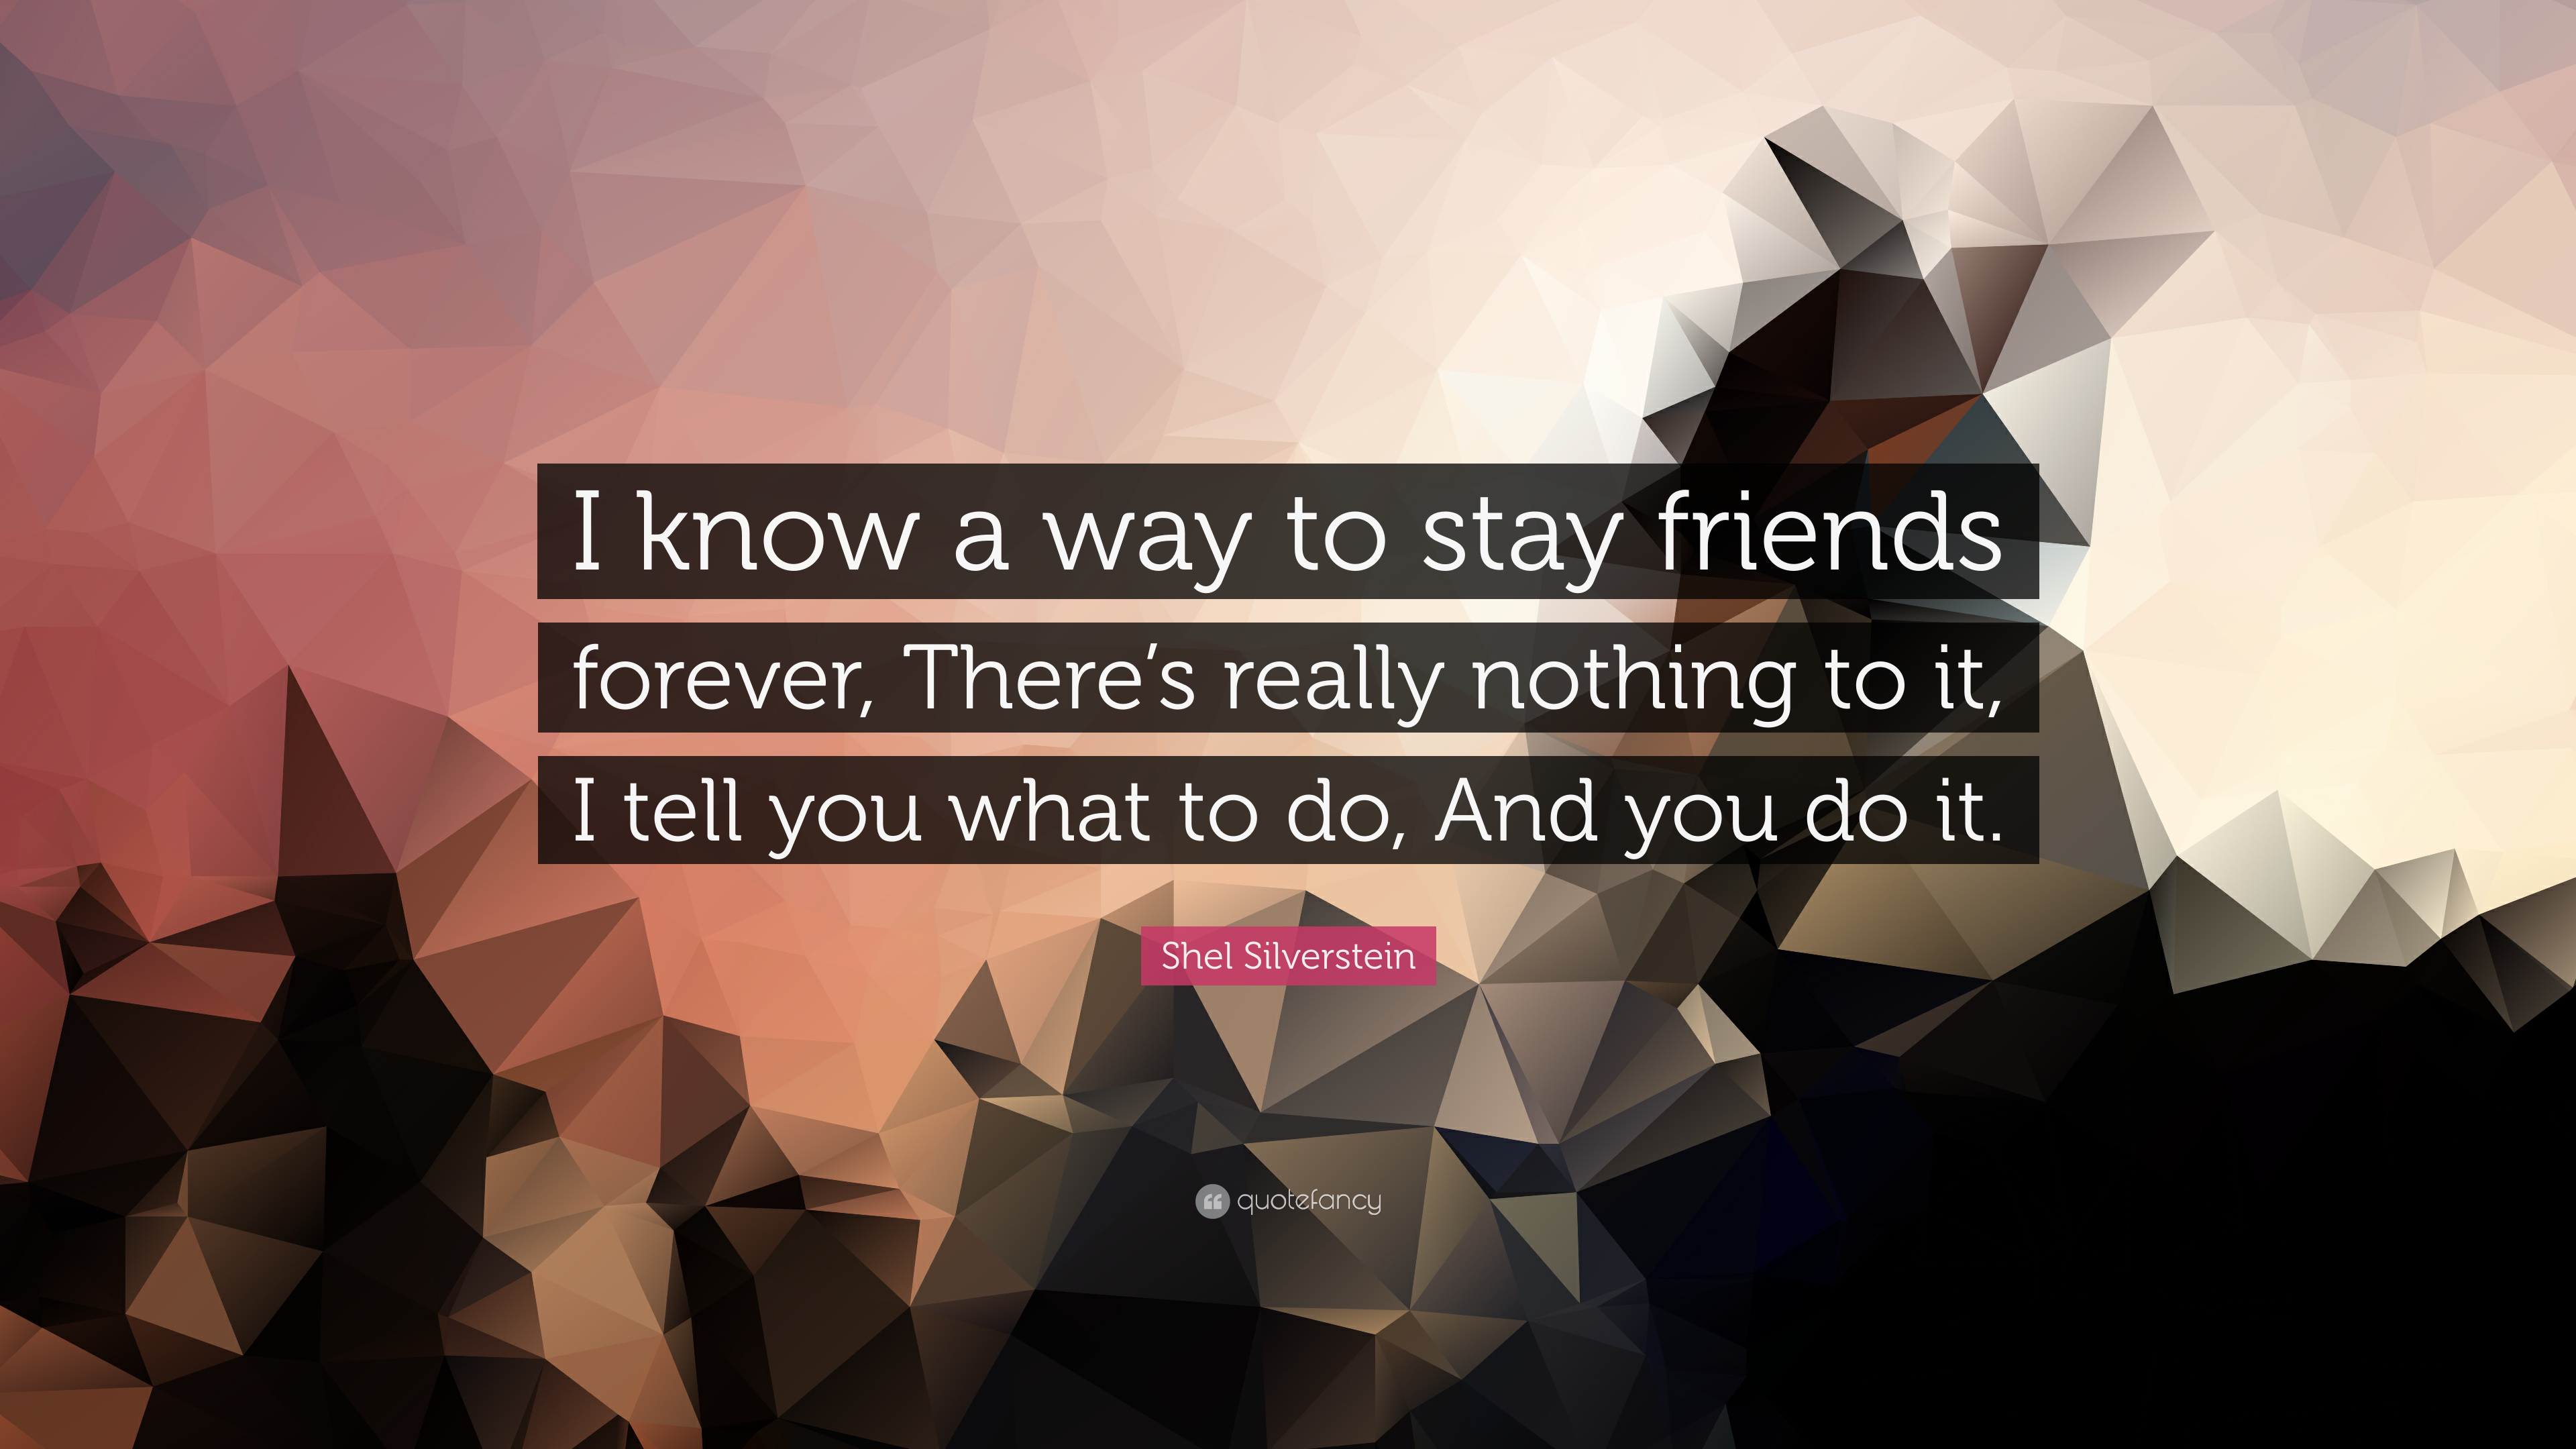 I know a way to stay friends
forever, There’s really nothing to it,
I tell you what to do, And you do it.
Shel Silverstein
quotefancy